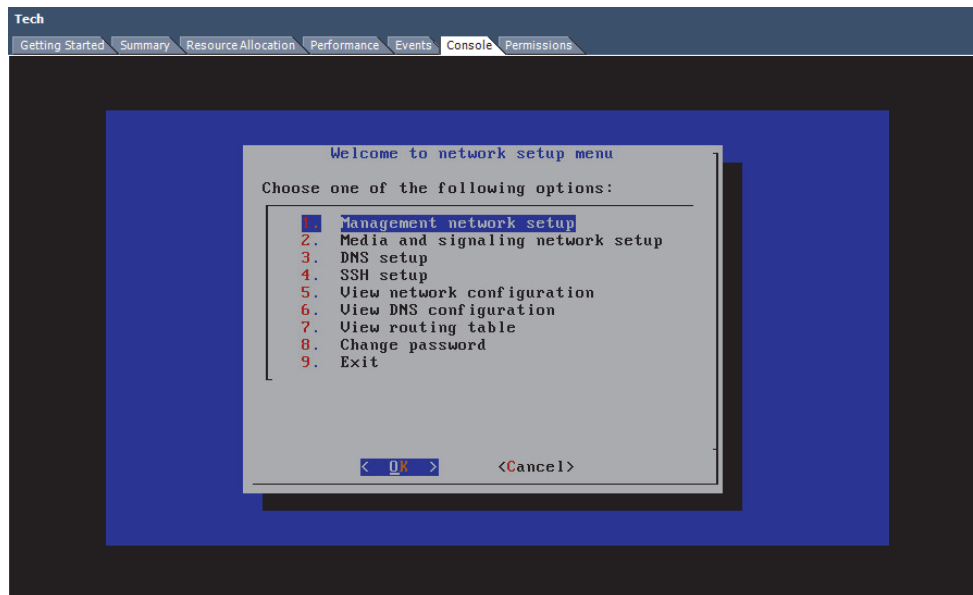 Tech
Getting Started Summary Resource Allocation Performance Events Console Permissions
Welcome to network setup menu
Choose one of the following options:
1. Management network setup
2. Media and signaling network setup
3. DNS setup
4. SSH setup
5. View network configuration
6. View DNS configuration
7. View routing table
8. Change password
9. Exit
< OK > <Cancel>